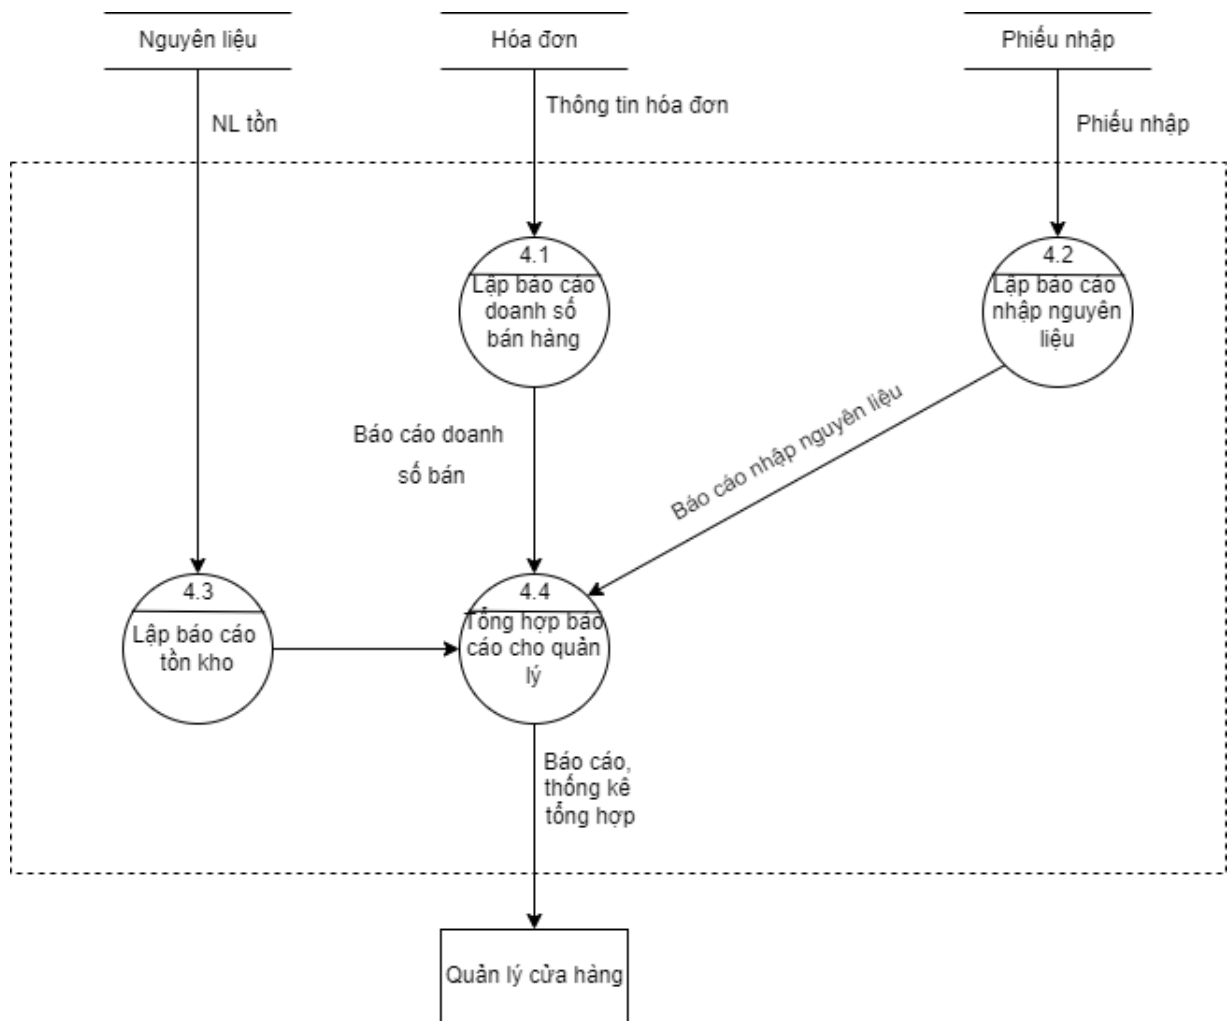 Nguyên liệu
Hóa đơn
Phiếu nhập
NL tồn
Thông tin hóa đơn
Phiếu nhập
4.1
Lập báo cáo
doanh số
bán hàng
4.2
Lập báo cáo
nhập nguyên
liệu
Báo cáo doanh
số bán
Báo cáo nhập nguyên liệu
4.3
Lập báo cáo
tồn kho
4.4
Tổng hợp báo
cáo cho quản
lý
Báo cáo,
thống kê
tổng hợp
Quản lý cửa hàng